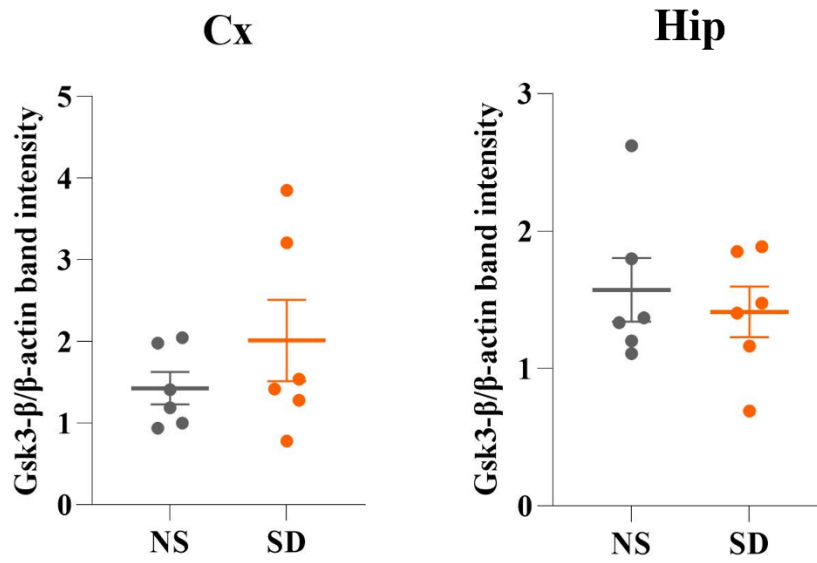 Cx
Gsk3-β/β-actin band intensity
5
4
3
2
1
0
NS SD
Hip
Gsk3-β/β-actin band intensity
3
2
1
0
NS SD